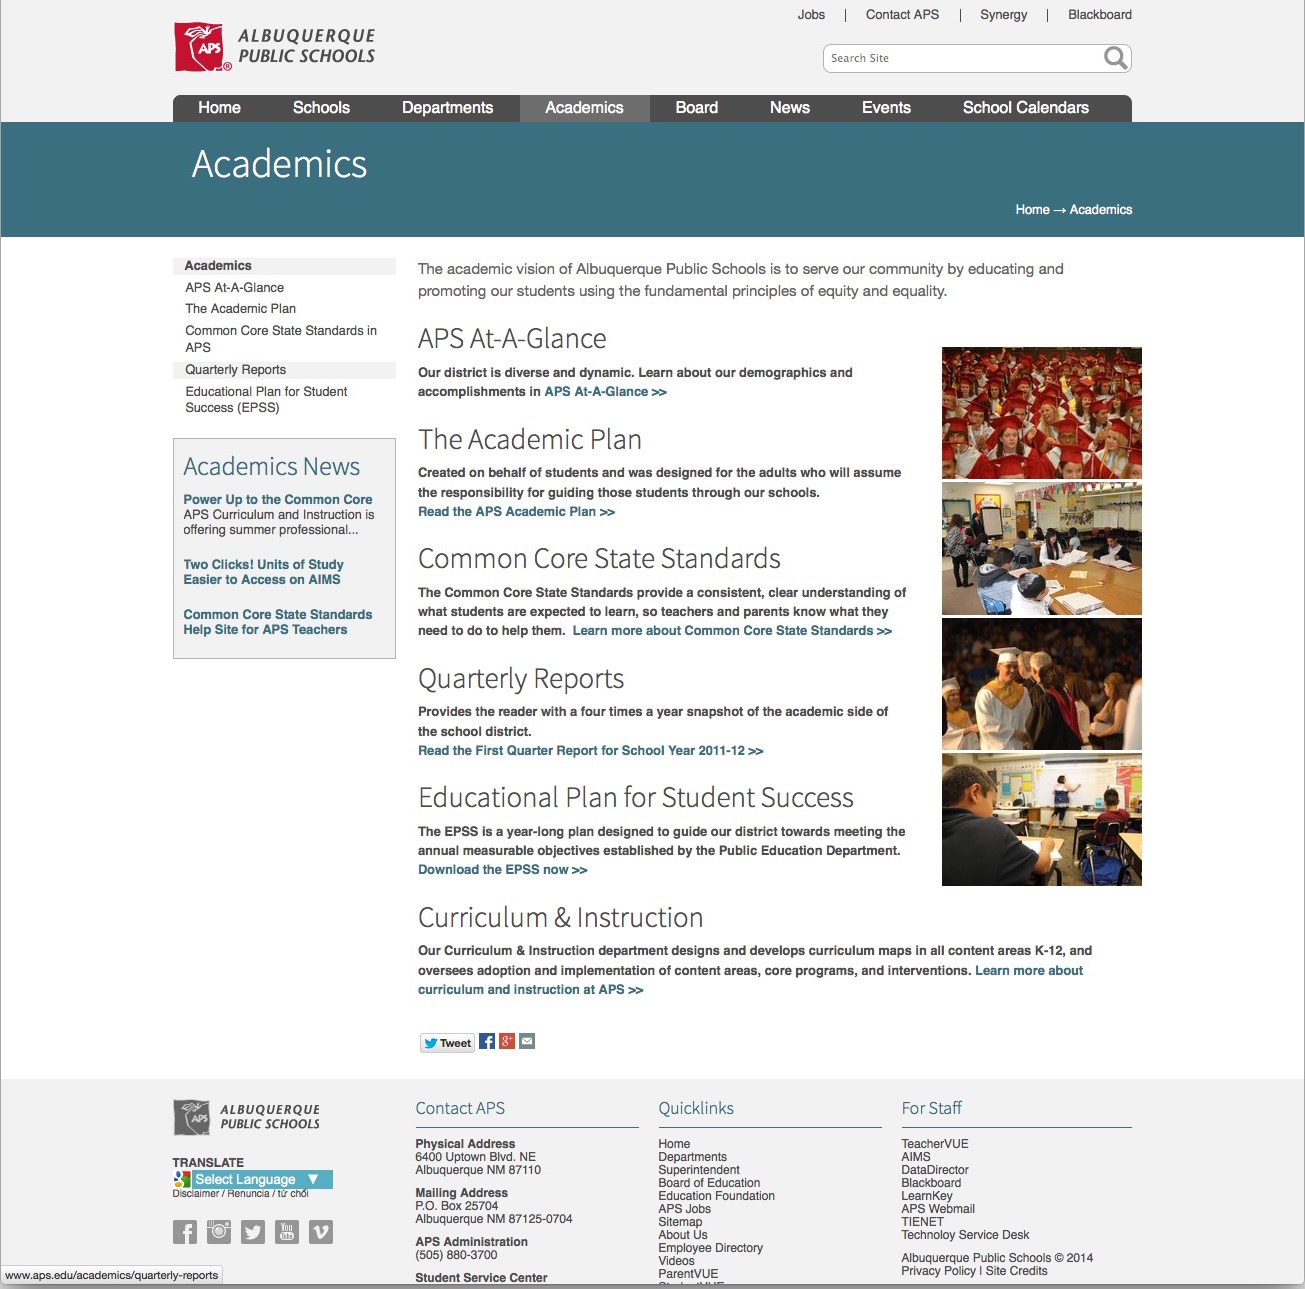 Jobs | Contact APS | Synergy | Blackboard
APS ® ALBUQUERQUE
PUBLIC SCHOOLS
Search Site
Home Schools Departments Academics Board News Events School Calendars
Academics
Home → Academics
Academics
APS At-A-Glance
The Academic Plan
Common Core State Standards in
APS
Quarterly Reports
Educational Plan for Student
Success (EPSS)
Academics News
Power Up to the Common Core
APS Curriculum and Instruction is
offering summer professional...
Two Clicks! Units of Study
Easier to Access on AIMS
Common Core State Standards
Help Site for APS Teachers
The academic vision of Albuquerque Public Schools is to serve our community by educating and
promoting our students using the fundamental principles of equity and equality.
APS At-A-Glance
Our district is diverse and dynamic. Learn about our demographics and
accomplishments in APS At-A-Glance >>
The Academic Plan
Created on behalf of students and was designed for the adults who will assume
the responsibility for guiding those students through our schools.
Read the APS Academic Plan >>
Common Core State Standards
The Common Core State Standards provide a consistent, clear understanding of
what students are expected to learn, so teachers and parents know what they
need to do to help them. Learn more about Common Core State Standards >>
Quarterly Reports
Provides the reader with a four times a year snapshot of the academic side of
the school district.
Read the First Quarter Report for School Year 2011-12 >>
Educational Plan for Student Success
The EPSS is a year-long plan designed to guide our district towards meeting the
annual measurable objectives established by the Public Education Department.
Download the EPSS now >>
Curriculum & Instruction
Our Curriculum & Instruction department designs and develops curriculum maps in all content areas K-12, and
oversees adoption and implementation of content areas, core programs, and interventions. Learn more about
curriculum and instruction at APS >>
Tweet
APS ALBUQUERQUE
PUBLIC SCHOOLS
TRANSLATE
Select Language ▼
Disclaimer / Renuncia / từ chối
You Tube
Contact APS
Physical Address
6400 Uptown Blvd. NE
Albuquerque NM 87110
Mailing Address
P.O. Box 25704
Albuquerque NM 87125-0704
APS Administration
(505) 880-3700
Student Service Center
Quicklinks
Home
Departments
Superintendent
Board of Education
Education Foundation
APS Jobs
Sitemap
About Us
Employee Directory
Videos
ParentVUE
For Staff
TeacherVUE
AIMS
DataDirector
Blackboard
LearnKey
APS Webmail
TIENET
Technoloy Service Desk
Albuquerque Public Schools © 2014
Privacy Policy | Site Credits
www.aps.edu/academics/quarterly-reports